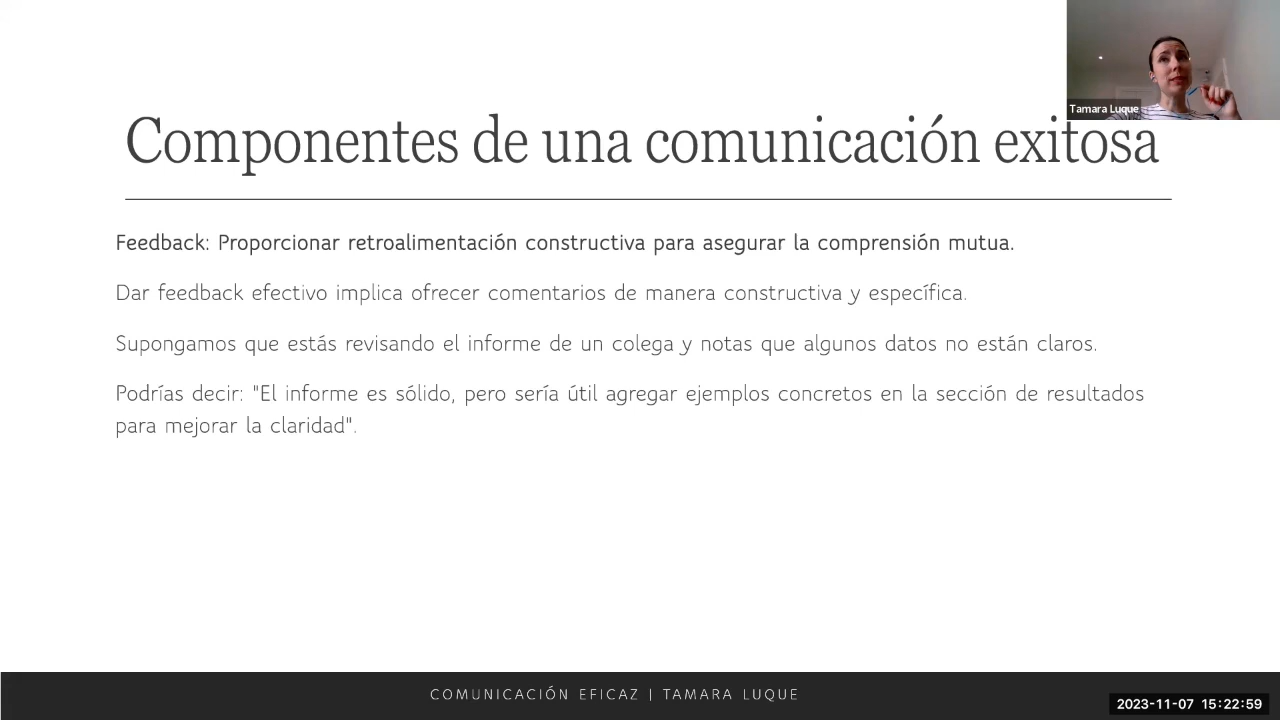 Tamara Luque
Componentes de una comunicación exitosa
Feedback: Proporcionar retroalimentación constructiva para asegurar la comprensión mutua.
Dar feedback efectivo implica ofrecer comentarios de manera constructiva y específica.
Supongamos que estás revisando el informe de un colega y notas que algunos datos no están claros.
Podrías decir: "El informe es sólido, pero sería útil agregar ejemplos concretos en la sección de resultados
para mejorar la claridad".
COMUNICACIÓN EFICAZ | TAMARA LUQUE
2023-11-07 15:22:59